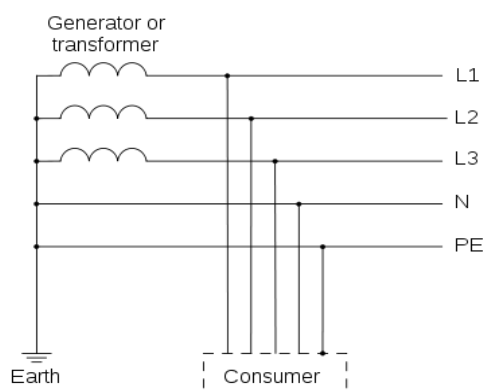 Generator or
transformer
L1
L2
L3
N
PE
Earth
Consumer